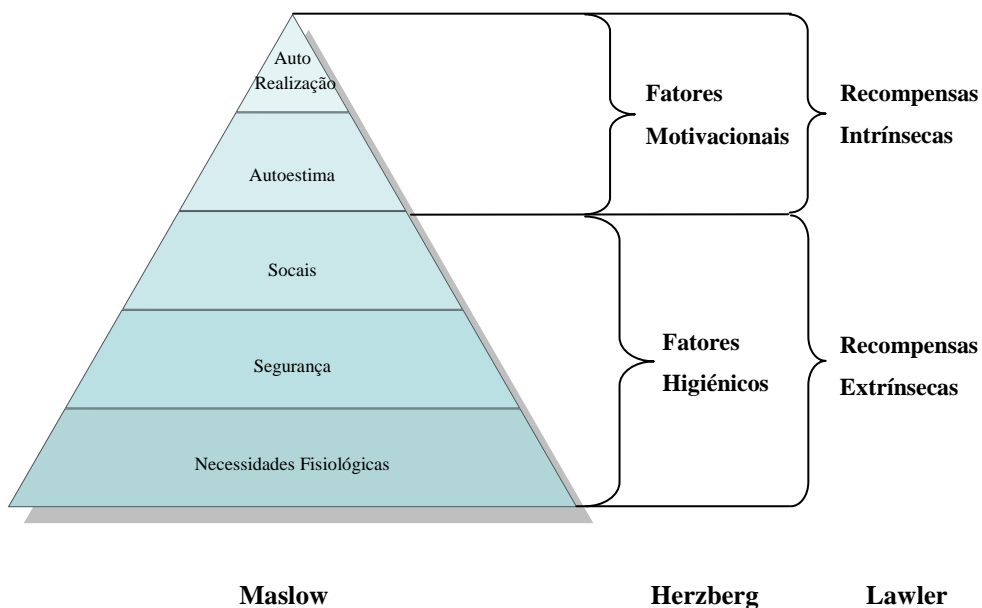 Auto
Realização
Autoestima
Socais
Segurança
Necessidades Fisiológicas
Fatores
Motivacionais
Fatores
Higiénicos
Recompensas
Intrínsecas
Recompensas
Extrínsecas
Maslow
Herzberg
Lawler